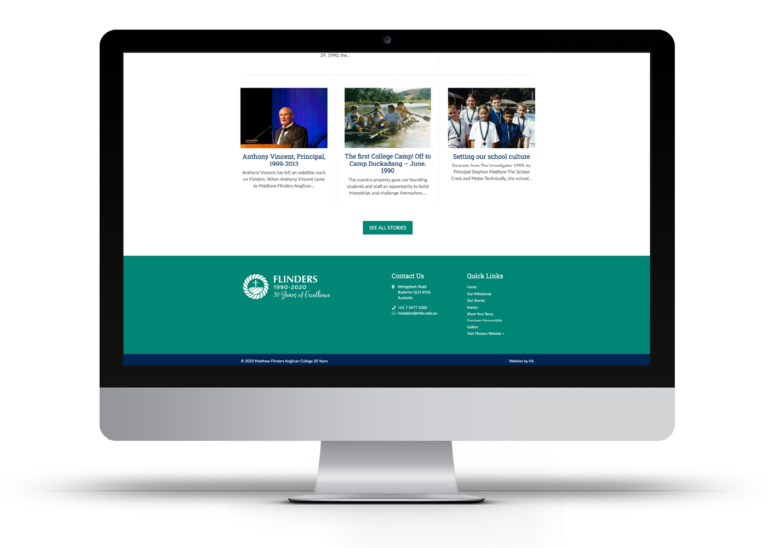 29, 1990, the...
Anthony Vincent, Principal,
1999-2013
Anthony Vincent has left an indelible mark
on Flinders. When Anthony Vincent came
to Matthew Flinders Anglican...
The first College Camp! Off to
Camp Duckadang – June,
1990
The country property gave our founding
students and staff an opportunity to build
friendships and challenge themselves....
Setting our school culture
Excerpts from The Investigator 1990, by
Principal Stephen Matthew The School
Crest and Motto Technically, the school...
SEE ALL STORIES
FLINDERS
1990-2020
30 Years of Excellence
Contact Us
Stringybark Road
Buderim QLD 4556
Australia
+61 7 5477 3200
reception@mfac.edu.au
Quick Links
Home
Our Milestones
Our Stories
Events
Share Your Story
Purchase Memorabilia
Gallery
Visit Flinders Website >
© 2020 Matthew Flinders Anglican College 30 Years
Website by VA